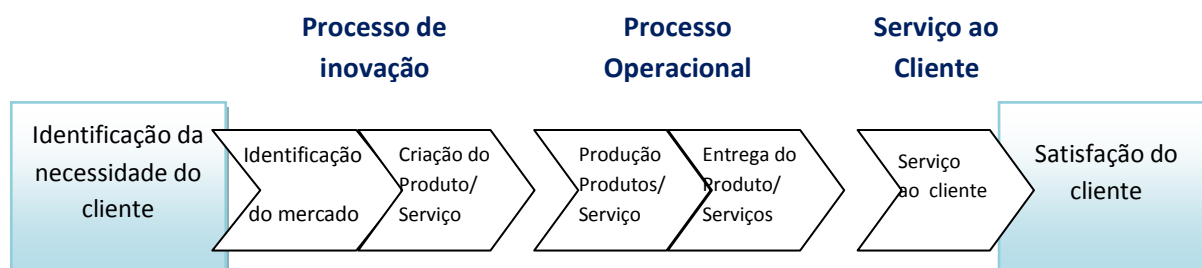 Processo de
inovação
Processo
Operacional
Serviço ao
Cliente
Identificação da
necessidade do
cliente
Identificação
do mercado
Criação do
Produto/
Serviço
Produção
Produtos/
Serviço
Entrega do
Produto/
Serviços
Serviço
ao cliente
Satisfação do
cliente